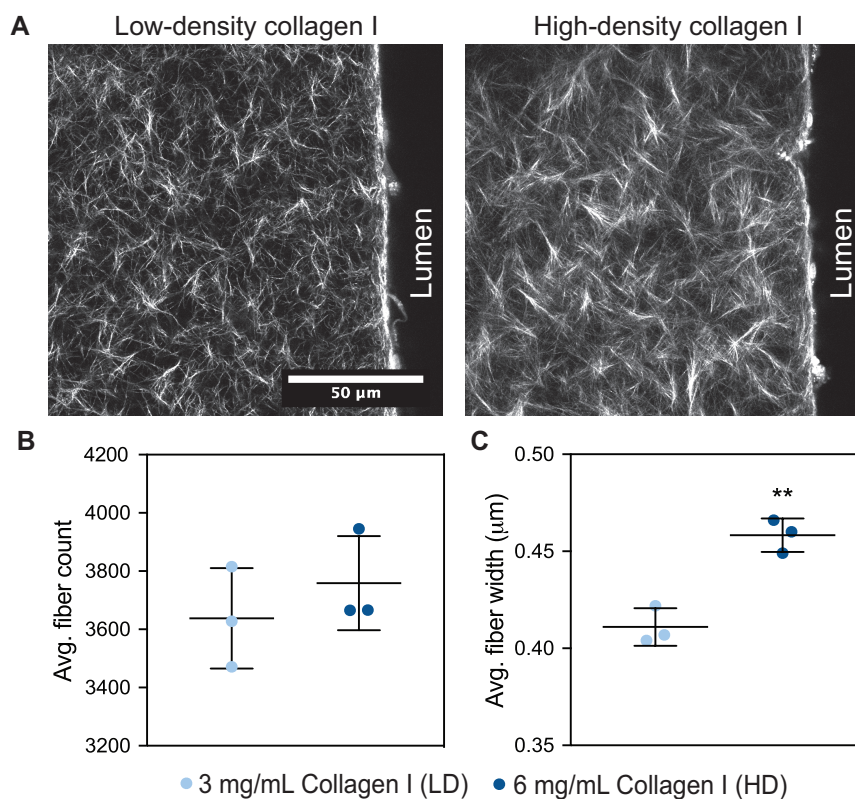 A
Low-density collagen I
High-density collagen I
Lumen
Lumen
50 μm
B
Avg. fiber count
4200
4000
3800
3600
3400
3200
C
Avg. fiber width (μm)
0.50
0.45
0.40
0.35
**
3 mg/mL Collagen I (LD)
6 mg/mL Collagen I (HD)